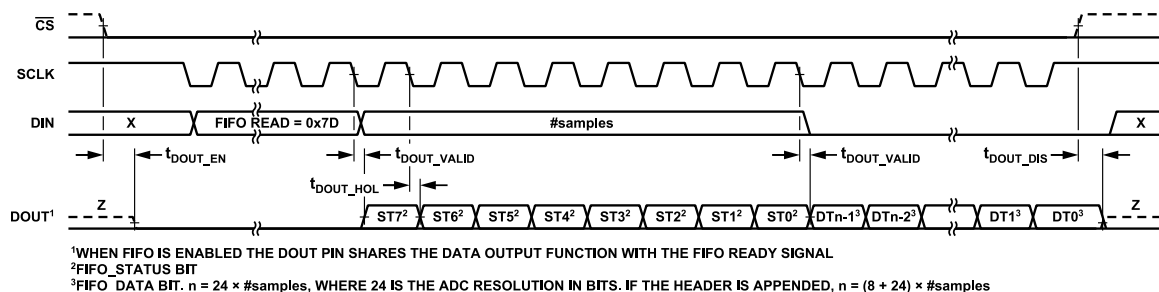 CS
SCLK
DIN X FIFO READ = 0x7D #samples X
tDOUT_EN tDOUT_VALID tDOUT_VALID tDOUT_DIS
tDOUT_HOL
DOUT¹ Z ST7² ST6² ST5² ST4² ST3² ST2² ST1² ST0² DTn-1³ DTn-2³ DT1³ DT0³ Z
¹WHEN FIFO IS ENABLED THE DOUT PIN SHARES THE DATA OUTPUT FUNCTION WITH THE FIFO READY SIGNAL
²FIFO_STATUS BIT
³FIFO_DATA BIT. n = 24 × #samples, WHERE 24 IS THE ADC RESOLUTION IN BITS. IF THE HEADER IS APPENDED, n = (8 + 24) × #samples